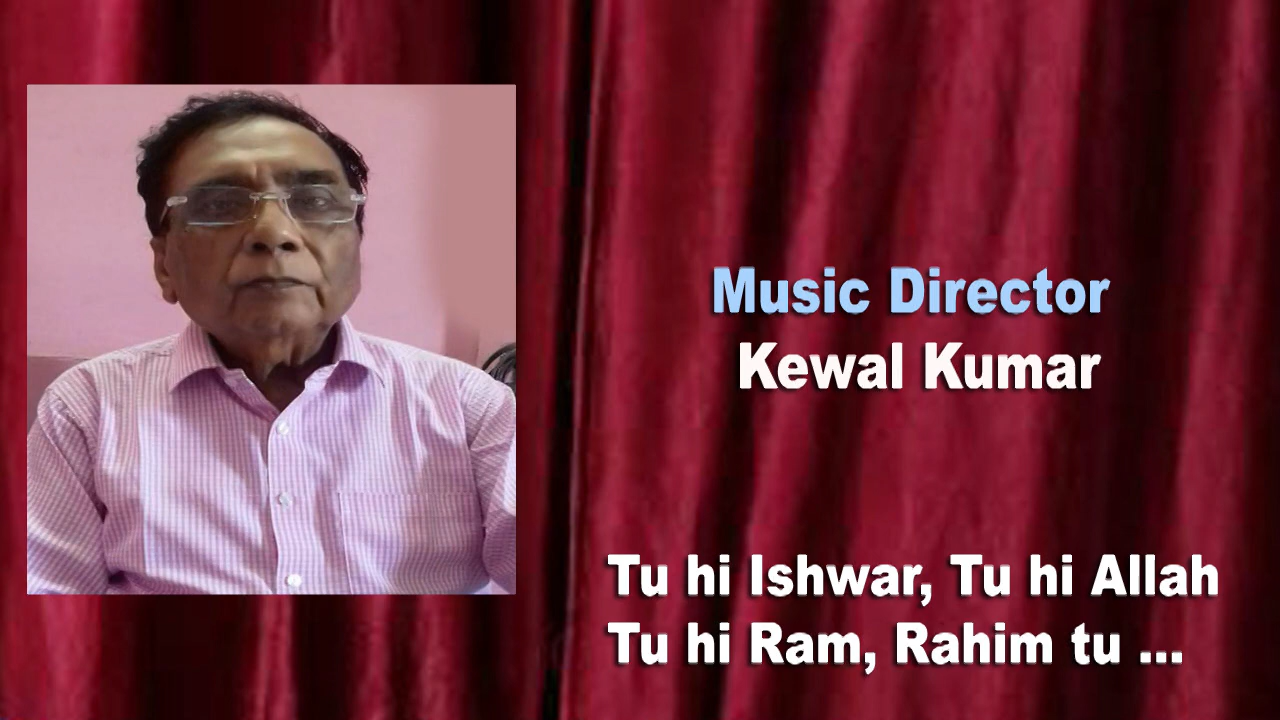 Music Director
Kewal Kumar
Tu hi Ishwar, Tu hi Allah
Tu hi Ram, Rahim tu ...